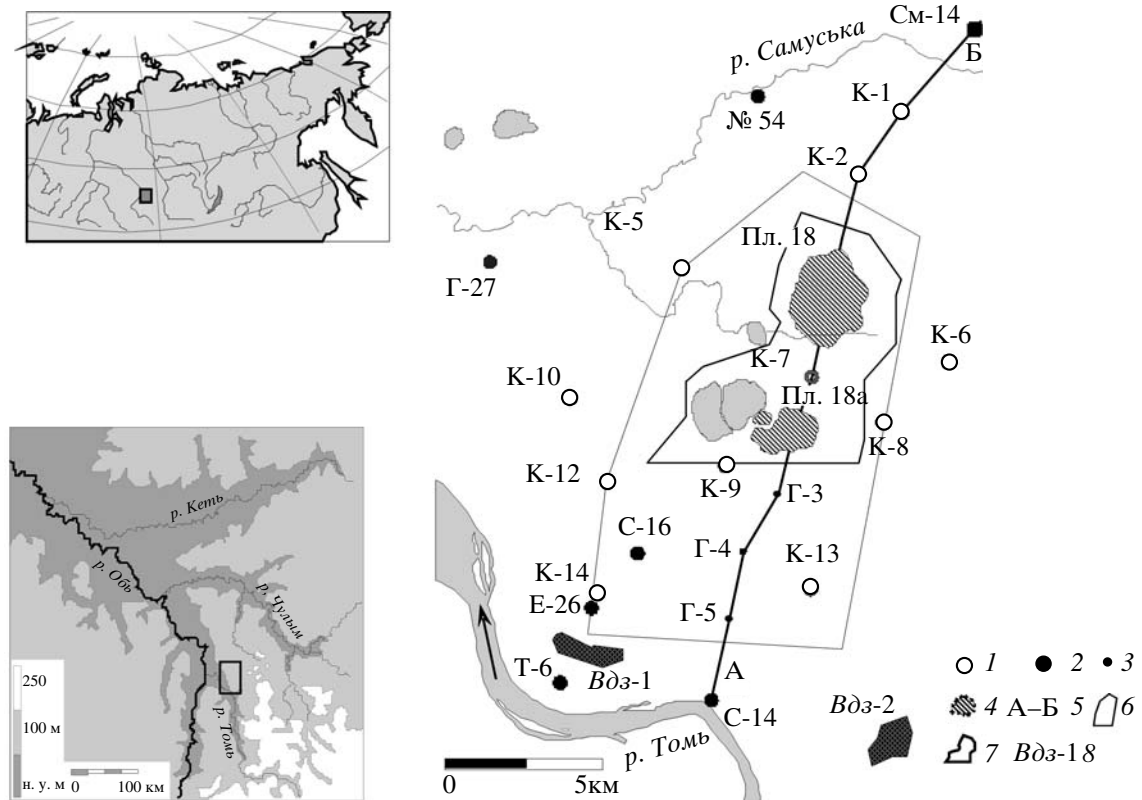 См-14
Б
р. Самуська
К-1
№ 54
К-2
К-5
Пл. 18
Г-27
К-6
К-7
К-10
Пл. 18а
К-8
К-12
К-9
Г-3
С-16
Г-4
К-13
К-14
Е-26
Г-5
Т-6
Вдз-1
А
С-14
Вдз-2
р. Томь
0
5км
1
2
3
4 А–Б 5
6
7 Вдз-1 8
р. Кеть
р. Обь
р. Чулым
р. Томь
250
100 м
н. у. м
0
100 км